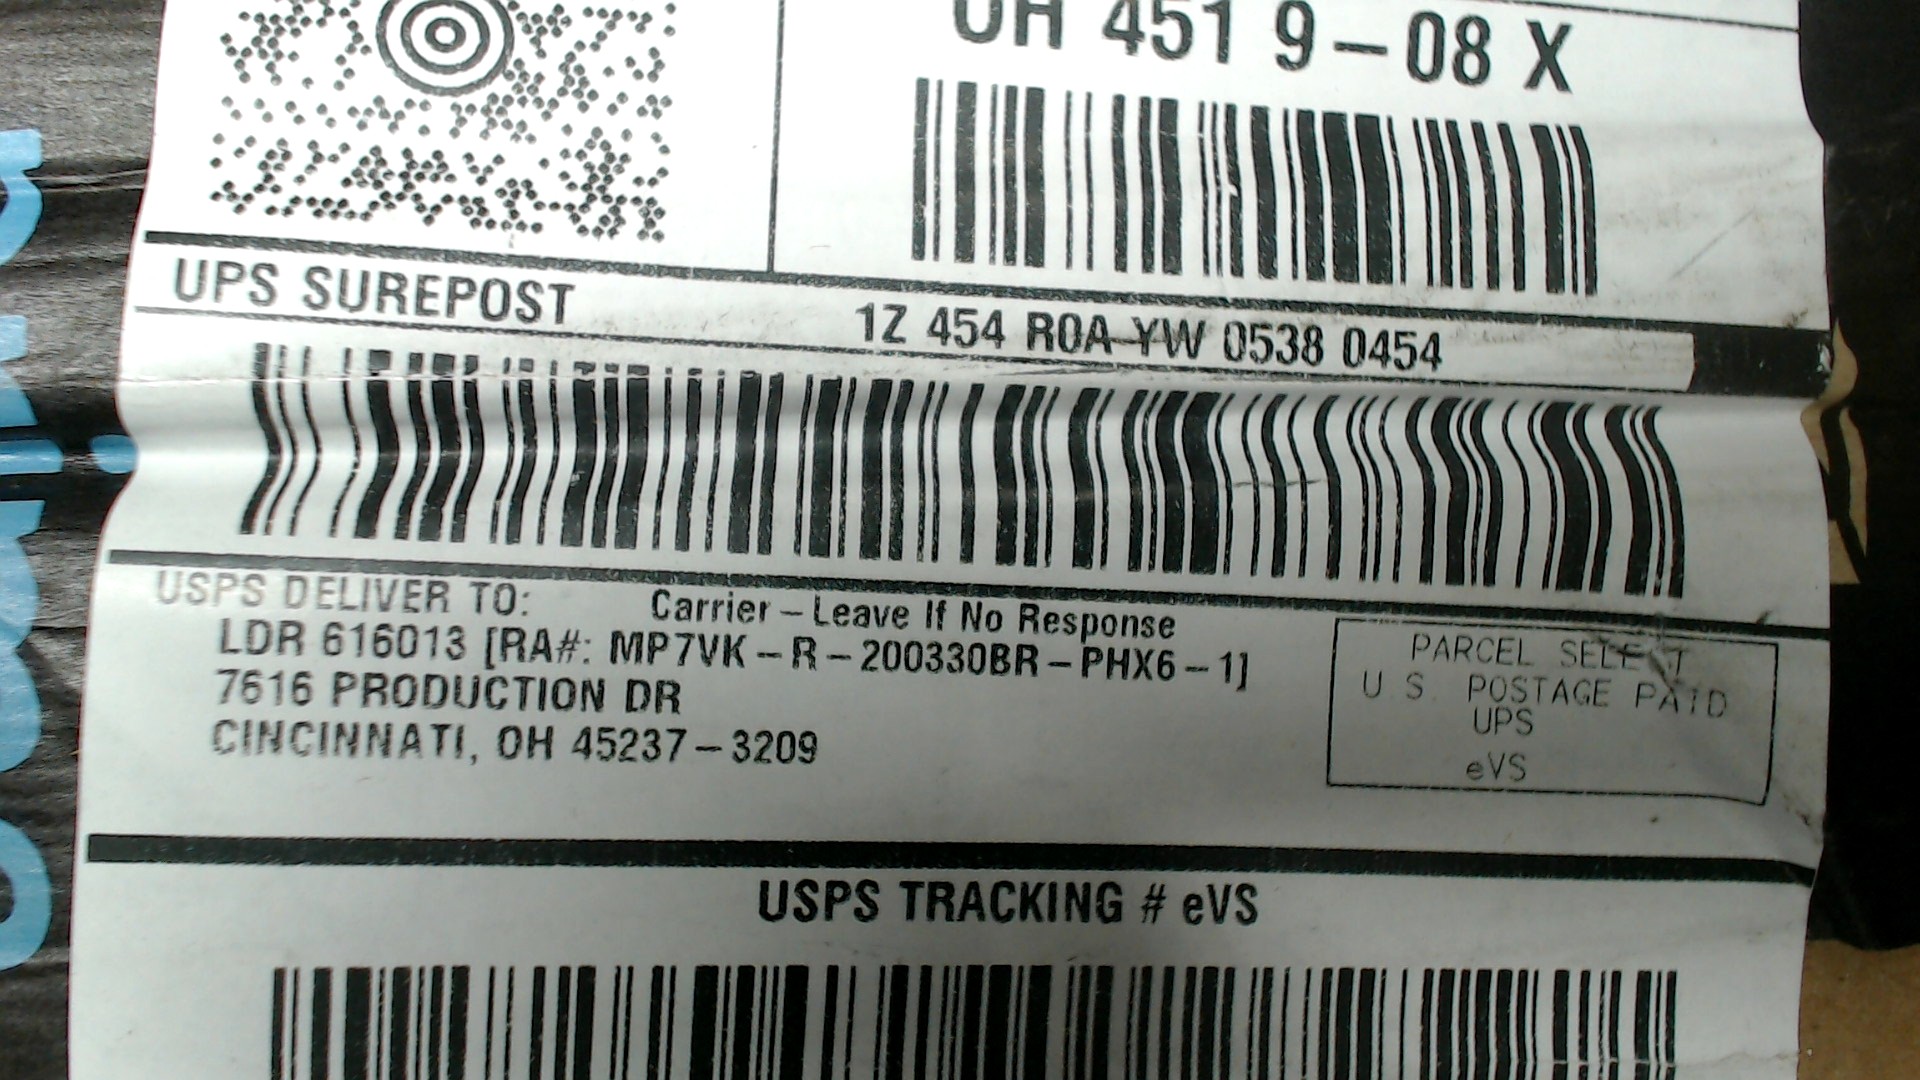 OH 451 9-08 X
UPS SUREPOST
1Z 454 R0A YW 0538 0454
USPS DELIVER TO:
Carrier - Leave If No Response
LDR 616013 [RA#: MP7VK-R-200330BR-PHX6-1]
7616 PRODUCTION DR
CINCINNATI, OH 45237-3209
PARCEL SELE T
U S POSTAGE PAID
UPS
eVS
USPS TRACKING # eVS